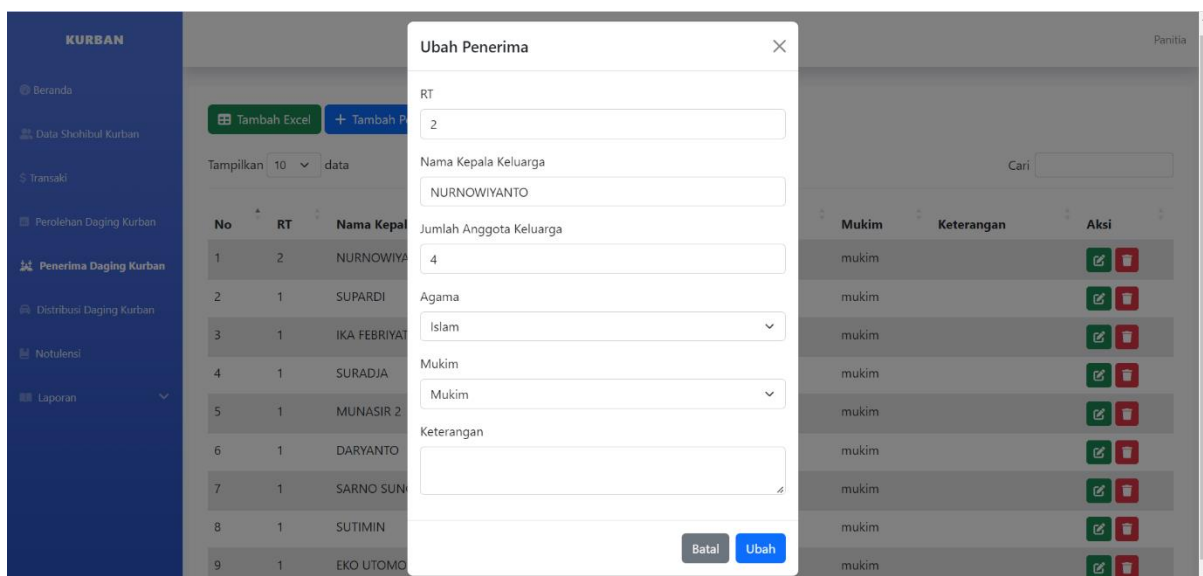 KURBAN
Panitia
Beranda
Data Shohibul Kurban
$ Transaki
Perolehan Daging Kurban
Penerima Daging Kurban
Distribusi Daging Kurban
Notulensi
Laporan
Tambah Excel
+ Tambah
Tampilkan 10 data
Cari
No RT Nama Mukim Keterangan Aksi
1 2 mukim
2 1 SUPARDI mukim
3 1 IKA mukim
4 1 SURADJA mukim
5 1 MUNASIR 2 mukim
6 1 DARYANTO mukim
7 1 SARNO mukim
8 1 SUTIMIN mukim
9 1 EKO UTOMO mukim
Ubah Penerima
RT
2
Nama Kepala Keluarga
NURNOWIYANTO
Jumlah Anggota Keluarga
4
Agama
Islam
Mukim
Mukim
Keterangan
Batal Ubah